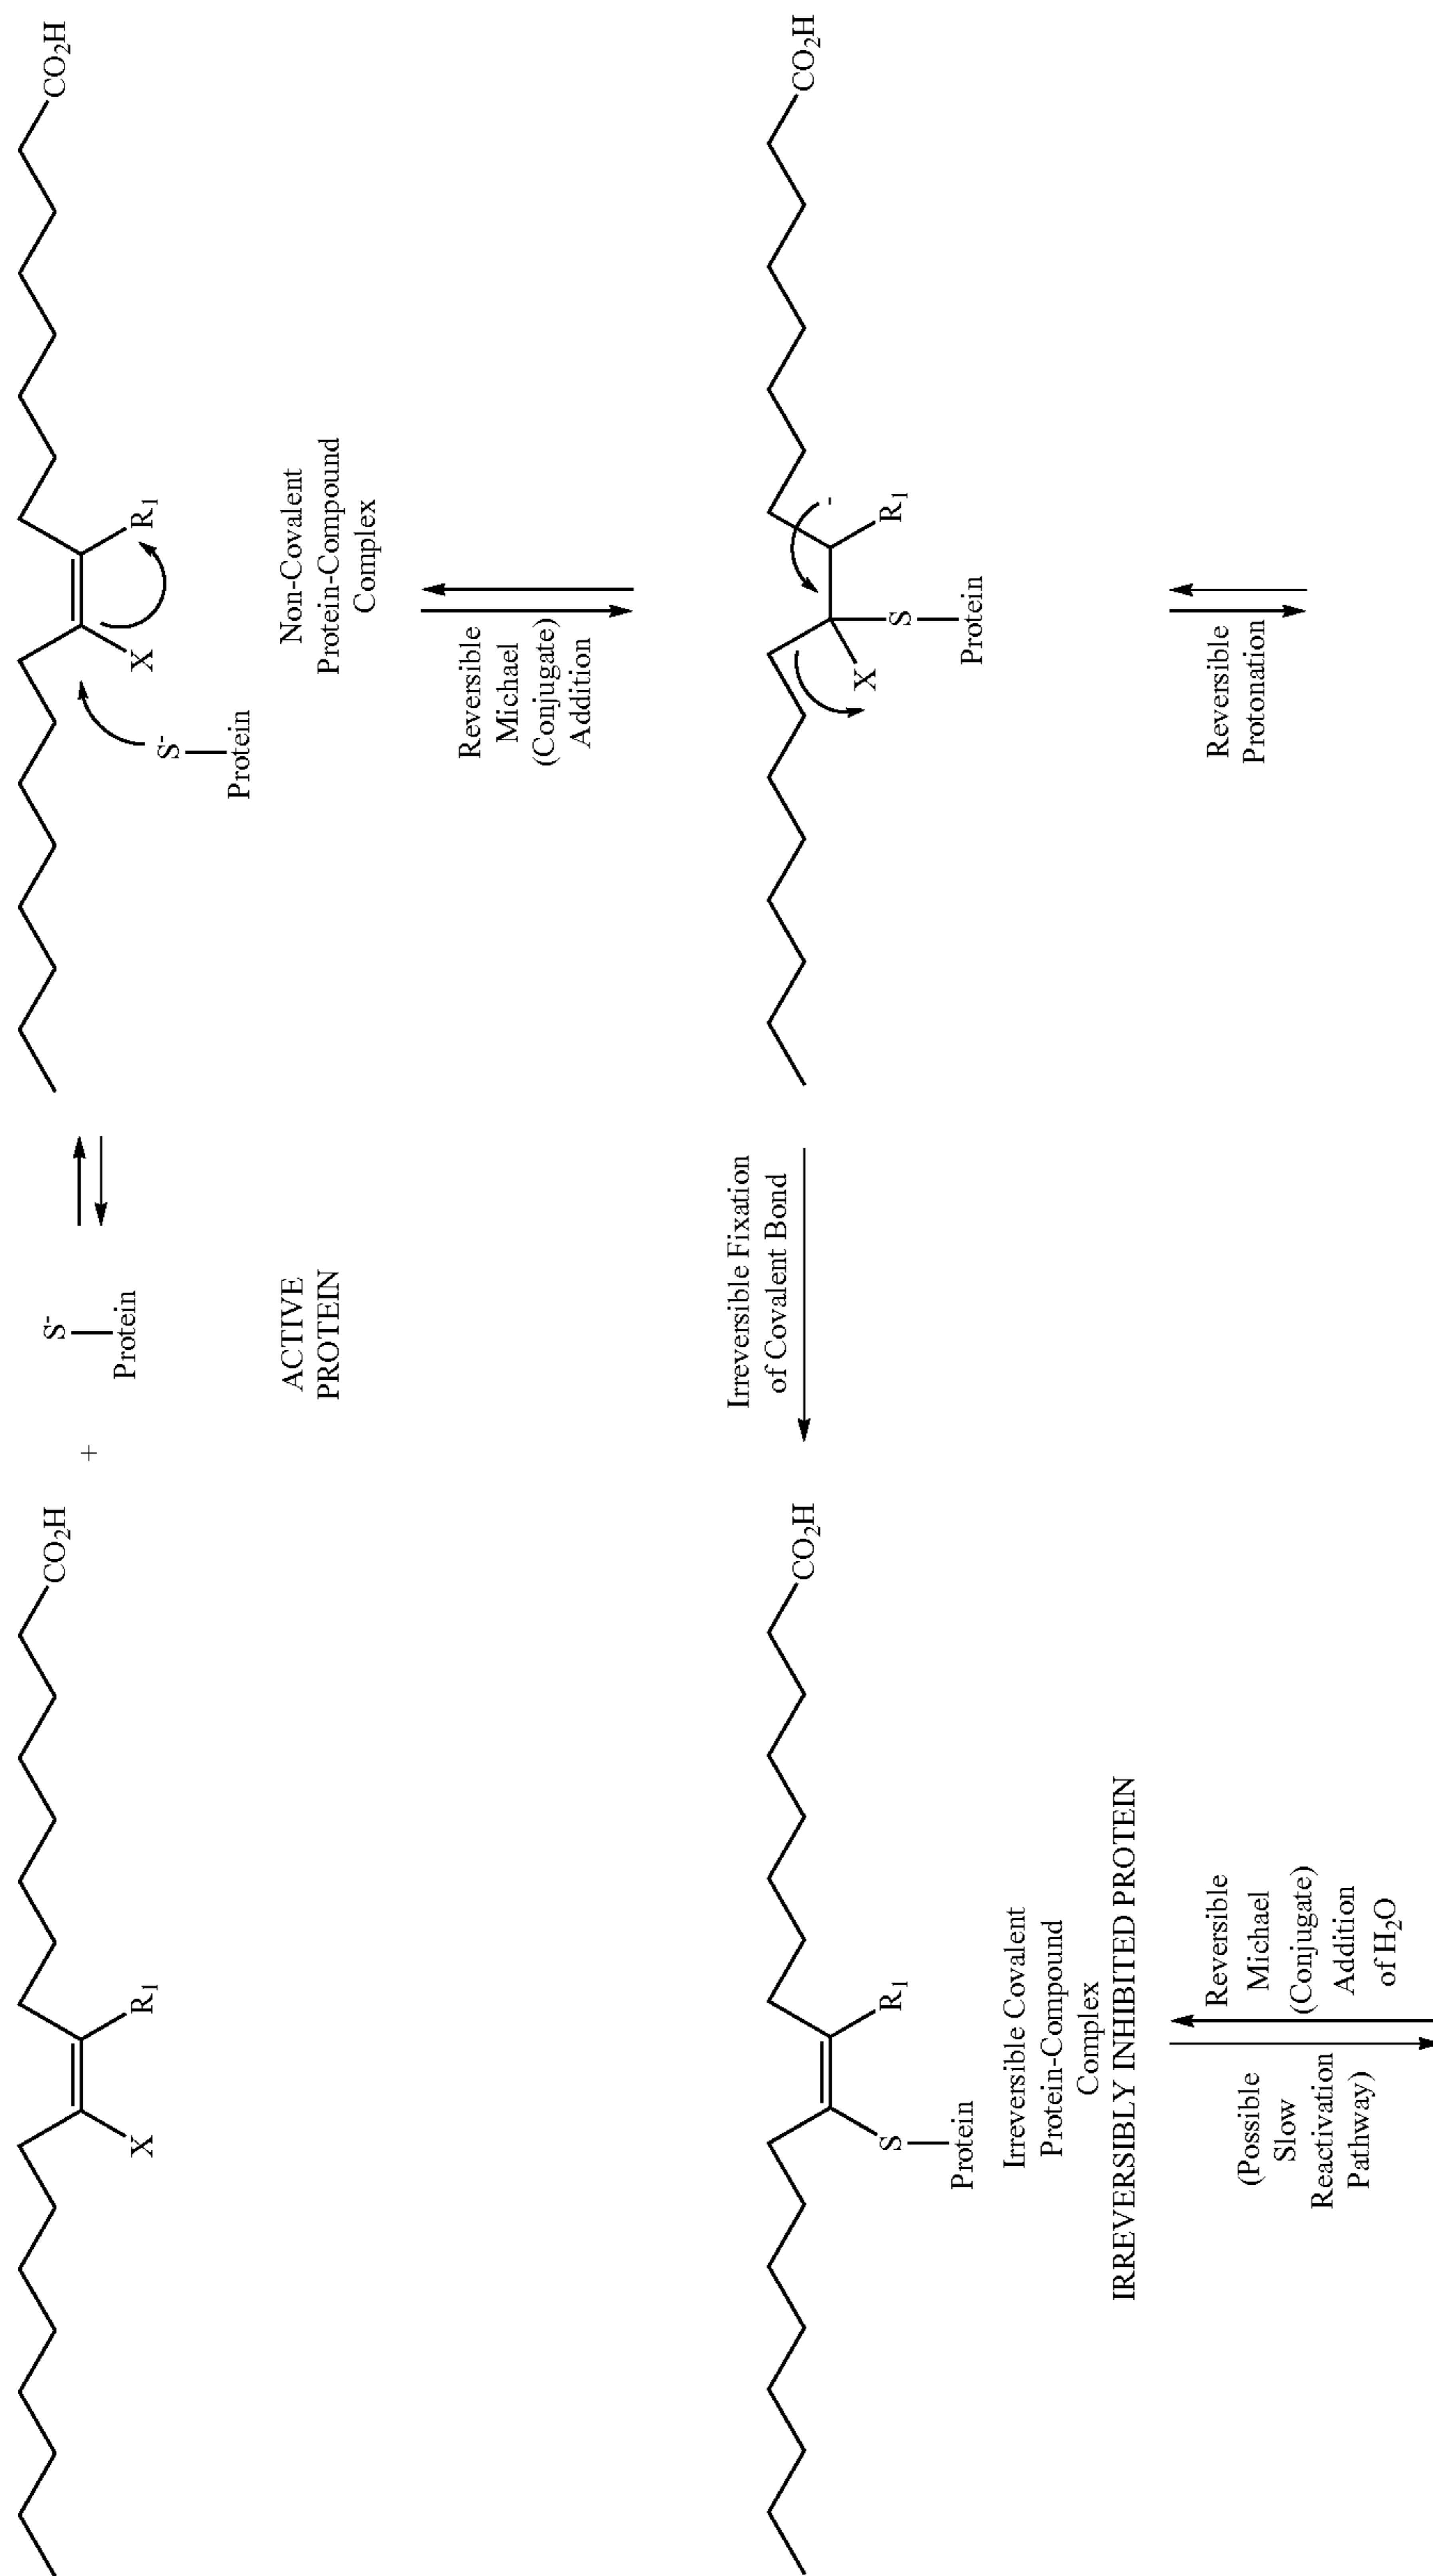 X
R1
CO2H
+
S-
Protein
ACTIVE
PROTEIN
X
R1
CO2H
S-
Protein
Non-Covalent
Protein-Compound
Complex
Reversible
Michael
(Conjugate)
Addition
X
S
Protein
-
R1
CO2H
Irreversible Fixation
of Covalent Bond
S
Protein
R1
CO2H
Irreversible Covalent
Protein-Compound
Complex
IRREVERSIBLY INHIBITED PROTEIN
(Possible
Slow
Reactivation
Pathway)
Reversible
Michael
(Conjugate)
Addition
of H2O
Reversible
Protonation